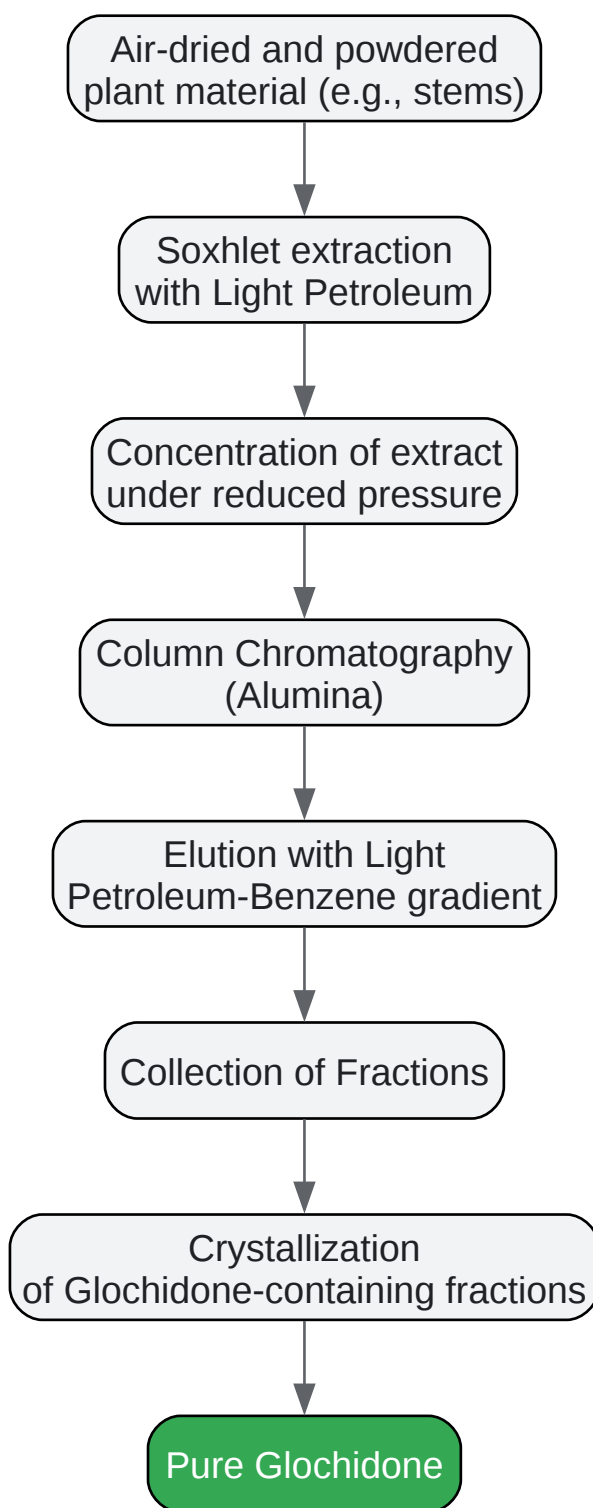 Air-dried and powdered
plant material (e.g., stems)
Soxhlet extraction
with Light Petroleum
Concentration of extract
under reduced pressure
Column Chromatography
(Alumina)
Elution with Light
Petroleum-Benzene gradient
Collection of Fractions
Crystallization
of Glochidone-containing fractions
Pure Glochidone